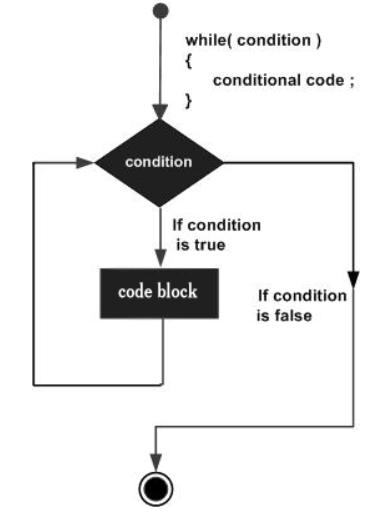 while( condition )
{
conditional code ;
}
condition
If condition
is true
code block
If condition
is false